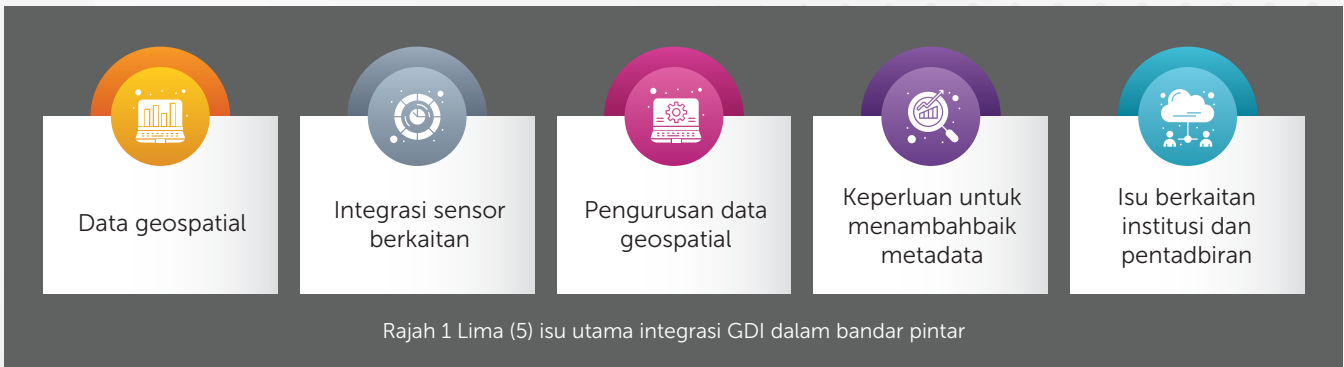 Data geospatial
Integrasi sensor
berkaitan
Pengurusan data
geospatial
Keperluan untuk
menambahbaik
metadata
Isu berkaitan
institusi dan
pentadbiran
Rajah 1 Lima (5) isu utama integrasi GDI dalam bandar pintar